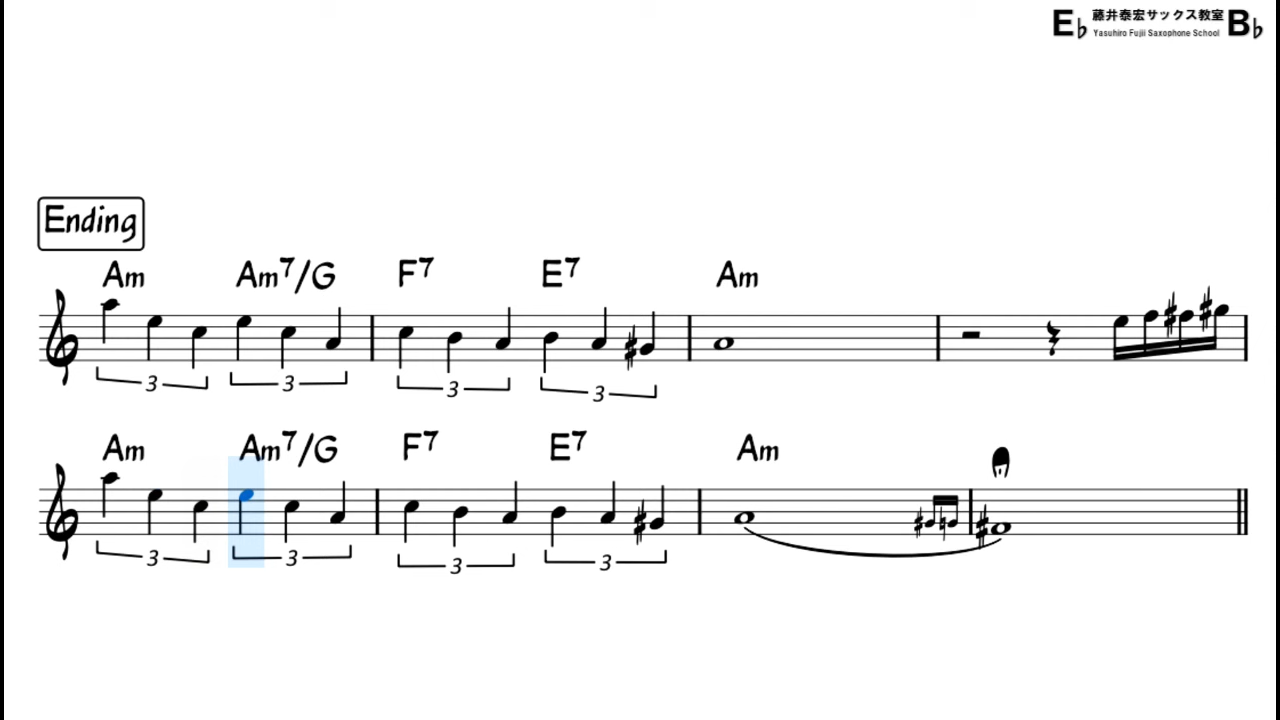 E♭ 藤井泰宏サックス教室 B♭
Yasuhiro Fujii Saxophone School
Ending
Am Am7/G F7 E7 Am
3 3 3 3
Am Am7/G F7 E7 Am
3 3 3 3